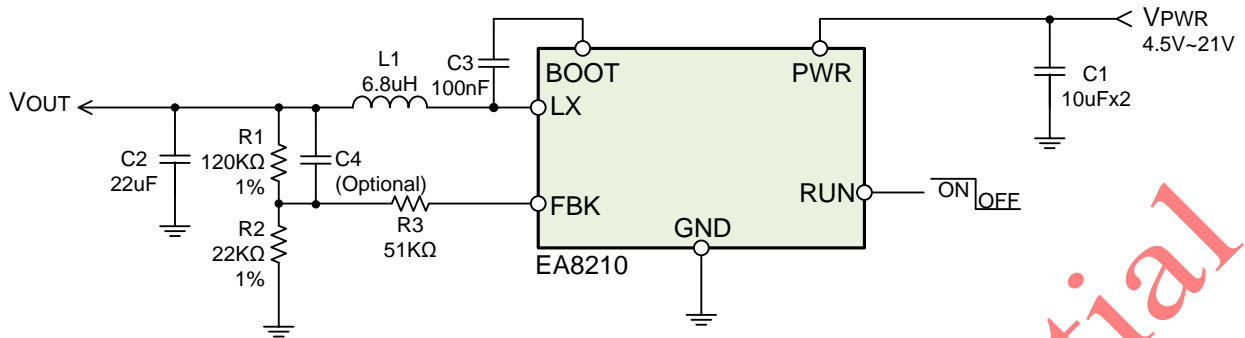 VPWR
4.5V~21V
L1
6.8uH
C3
100nF
BOOT
PWR
C1
10uFx2
VOUT
LX
C2
22uF
R1
120KΩ
1%
C4
(Optional)
R3
51KΩ
FBK
RUN
ON
OFF
R2
22KΩ
1%
GND
EA8210
tial